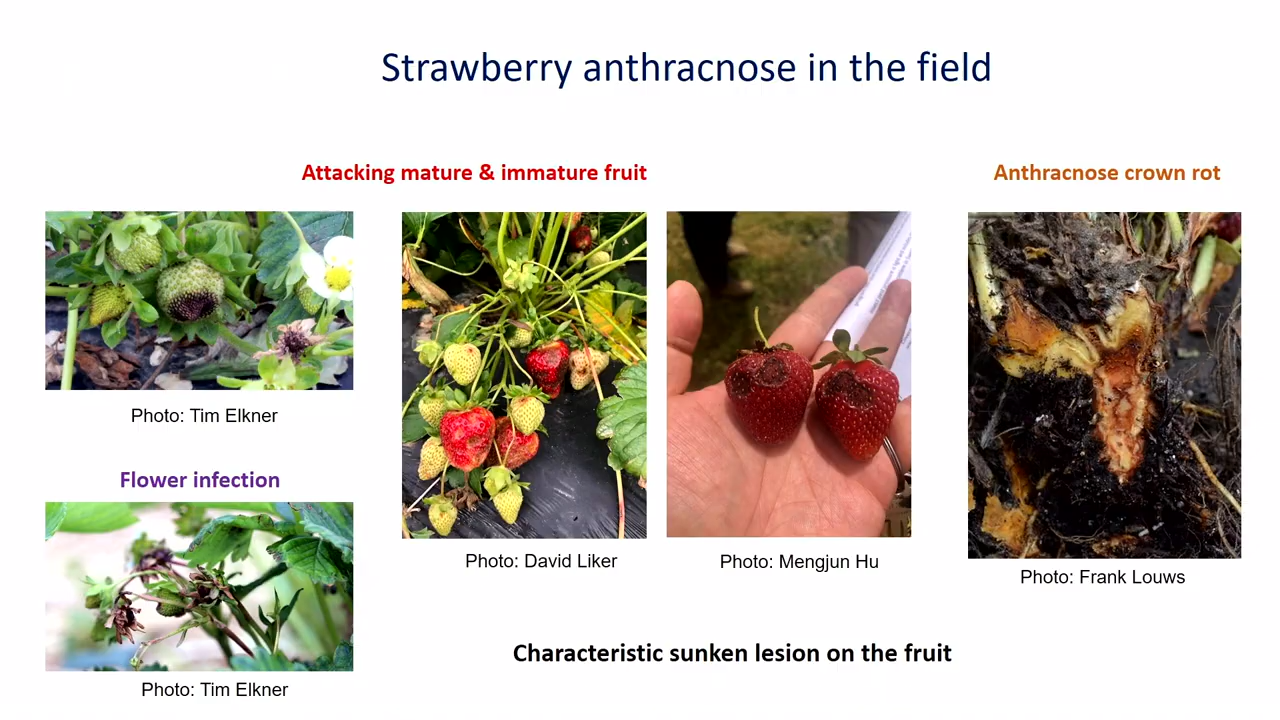 Strawberry anthracnose in the field
Attacking mature & immature fruit
Anthracnose crown rot
Photo: Tim Elkner
Flower infection
Photo: David Liker
Photo: Mengjun Hu
Photo: Frank Louws
Characteristic sunken lesion on the fruit
Photo: Tim Elkner